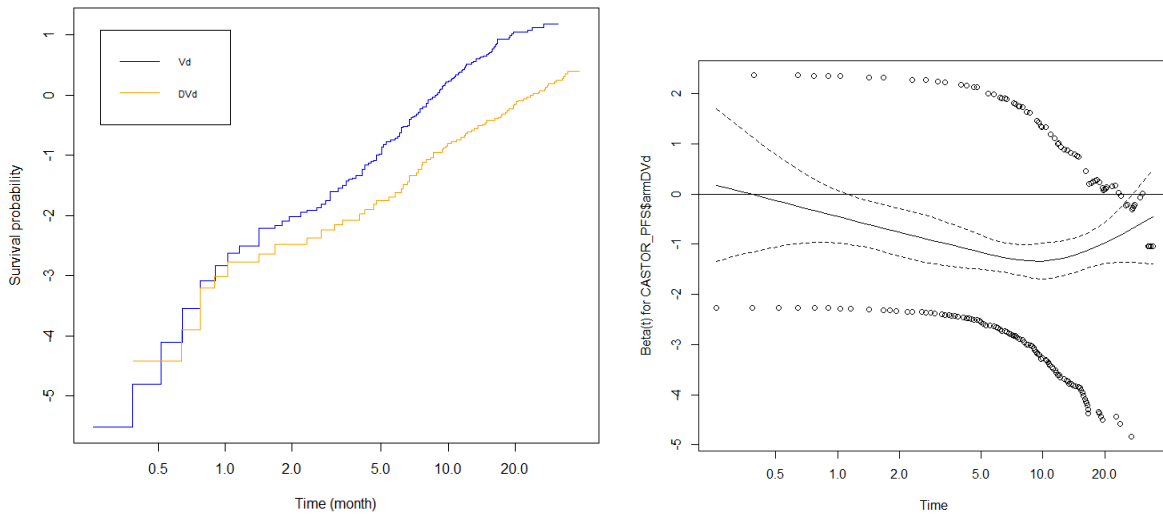 Vd
DVd
1
0
-1
-2
-3
-4
-5
Survival probability
0.5 1.0 2.0 5.0 10.0 20.0
Time (month)
2
1
0
-1
-2
-3
-4
-5
Beta(t) for CASTOR_PFS$armDVd
0.5 1.0 2.0 5.0 10.0 20.0
Time